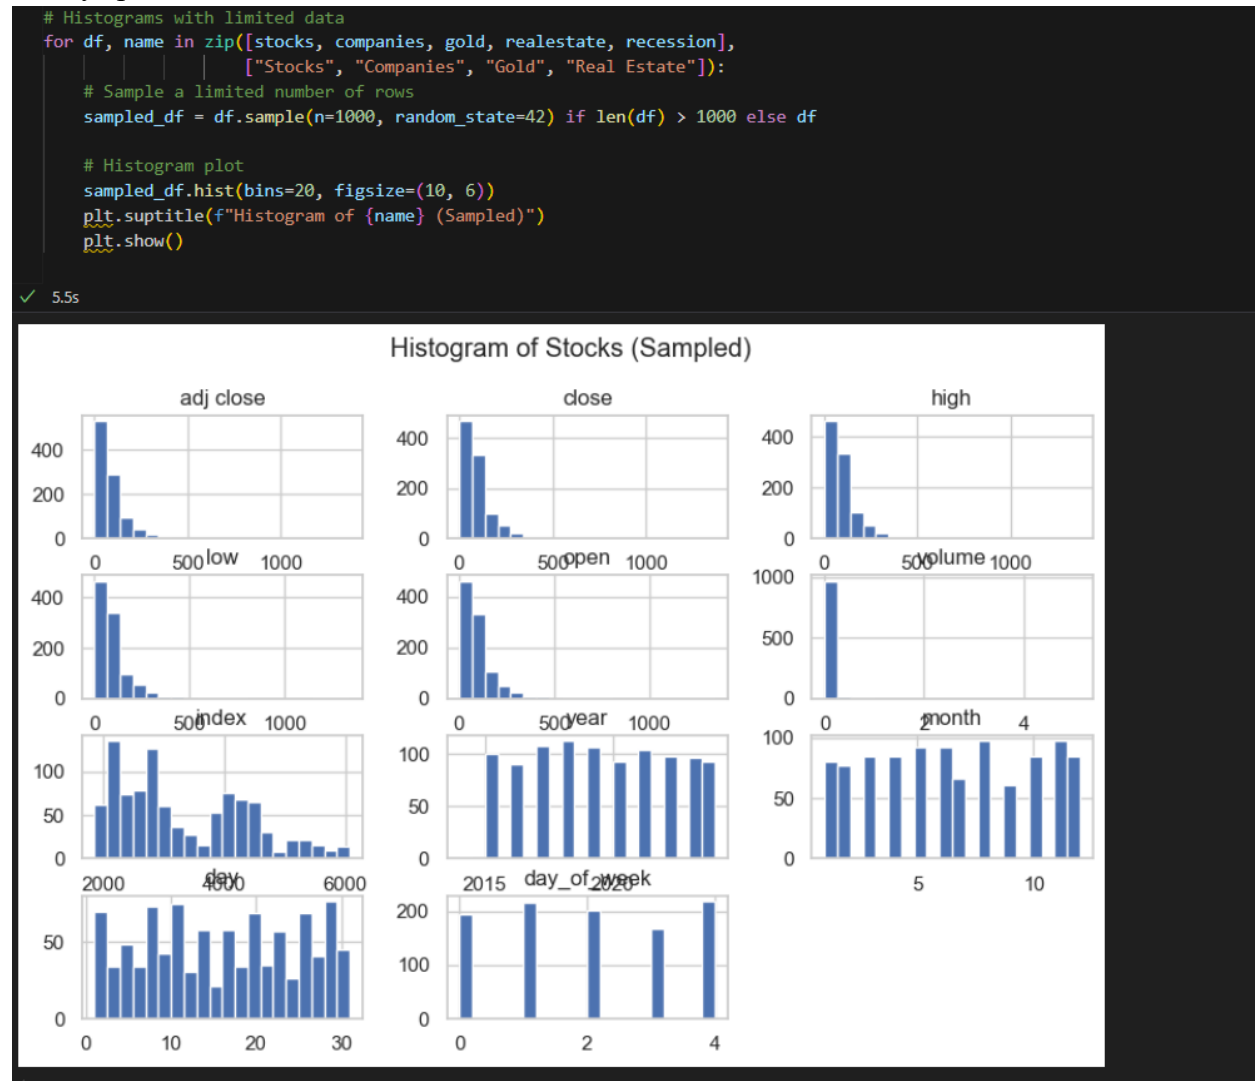 # Histograms with limited data
for df, name in zip([stocks, companies, gold, realestate, recession],
["Stocks", "Companies", "Gold", "Real Estate"]):
# Sample a limited number of rows
sampled_df = df.sample(n=1000, random_state=42) if len(df) > 1000 else df
# Histogram plot
sampled_df.hist(bins=20, figsize=(10, 6))
plt.suptitle(f"Histogram of {name} (Sampled)")
plt.show()
5.5s
Histogram of Stocks (Sampled)
adj close close high
400 400 400
200 200 200
0 0 0
0 500 1000 0 500 1000 0 500 1000
low open volume
400 400 1000
200 200 500
0 0 0
0 500 1000 0 500 1000 0 2 4
index year month
100 100 100
50 50 50
0 0 0
2000 4000 6000 2015 2020 5 10
day day_of_week
50 200
0 100
0
0 10 20 30 0 2 4